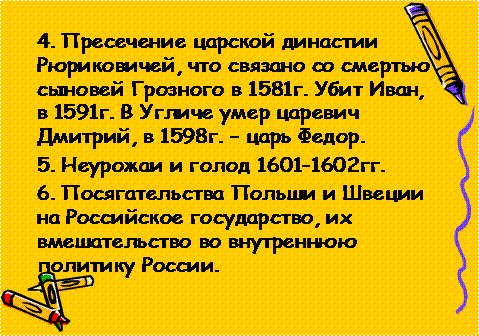 4. Пресечение царской династии
Рюриковичей, что связано со смертью
сыновей Грозного в 1581г. Убит Иван,
в 1591г. В Угличе умер царевич
Дмитрий, в 1598г. – царь Федор.
5. Неурожаи и голод 1601-1602гг.
6. Посягательства Польши и Швеции
на Российское государство, их
вмешательство во внутреннюю
политику России.